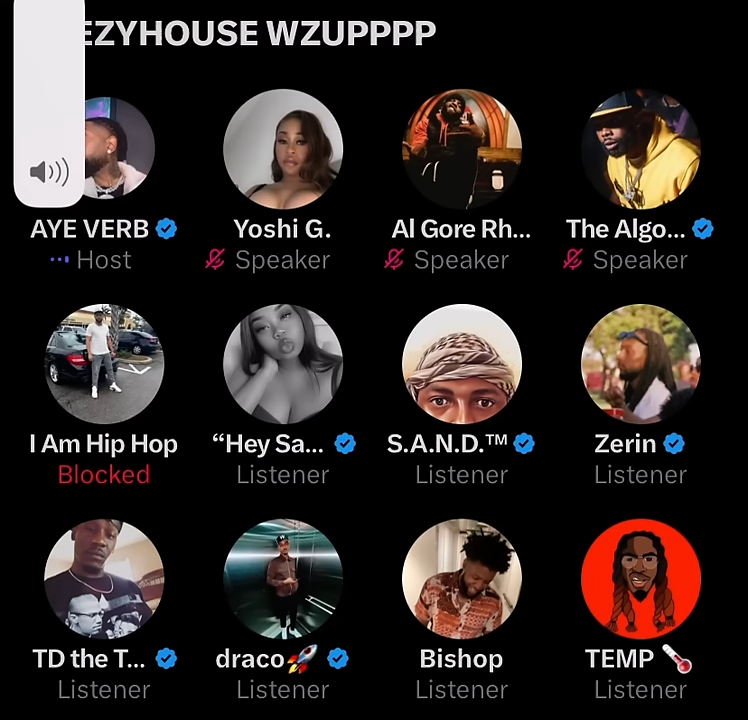 EZYHOUSE WZUPPPP
AYE VERB
Yoshi G.
Al Gore Rh...
The Algo...
Host
Speaker
Speaker
Speaker
I Am Hip Hop
“Hey Sa...
S.A.N.D.™
Zerin
Blocked
Listener
Listener
Listener
TD the T...
draco🚀
Bishop
TEMP 🌡️
Listener
Listener
Listener
Listener